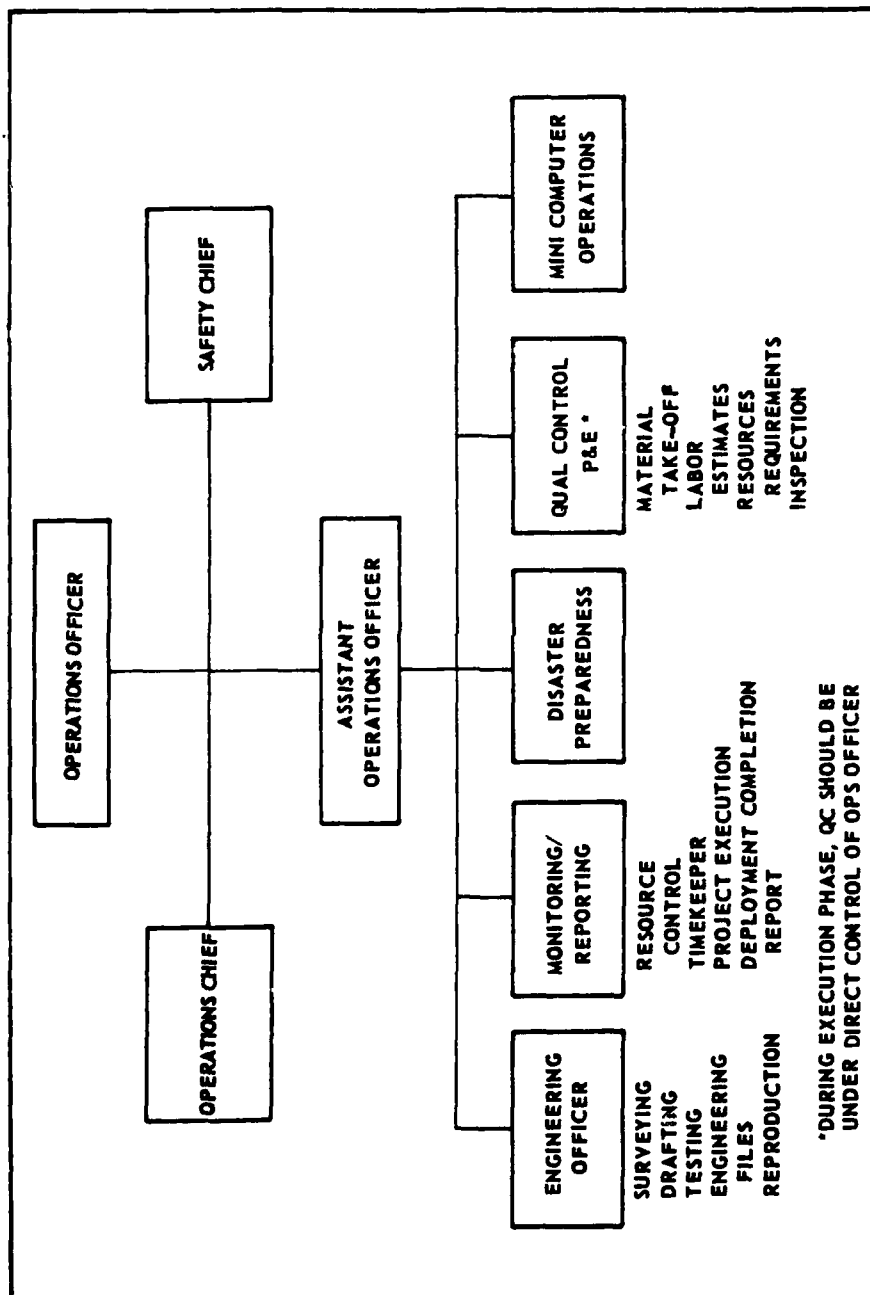 OPERATIONS OFFICER
OPERATIONS CHIEF
SAFETY CHIEF
ASSISTANT
OPERATIONS OFFICER
ENGINEERING
OFFICER
SURVEYING
DRAFTING
TESTING
ENGINEERING
FILES
REPRODUCTION
MONITORING/
REPORTING
RESOURCE
CONTROL
TIMEKEEPER
PROJECT EXECUTION
DEPLOYMENT COMPLETION
REPORT
DISASTER
PREPAREDNESS
QUAL CONTROL
P&E *
MATERIAL
TAKE-OFF
LABOR
ESTIMATES
RESOURCES
REQUIREMENTS
INSPECTION
MINI COMPUTER
OPERATIONS
*DURING EXECUTION PHASE, QC SHOULD BE
UNDER DIRECT CONTROL OF OPS OFFICER